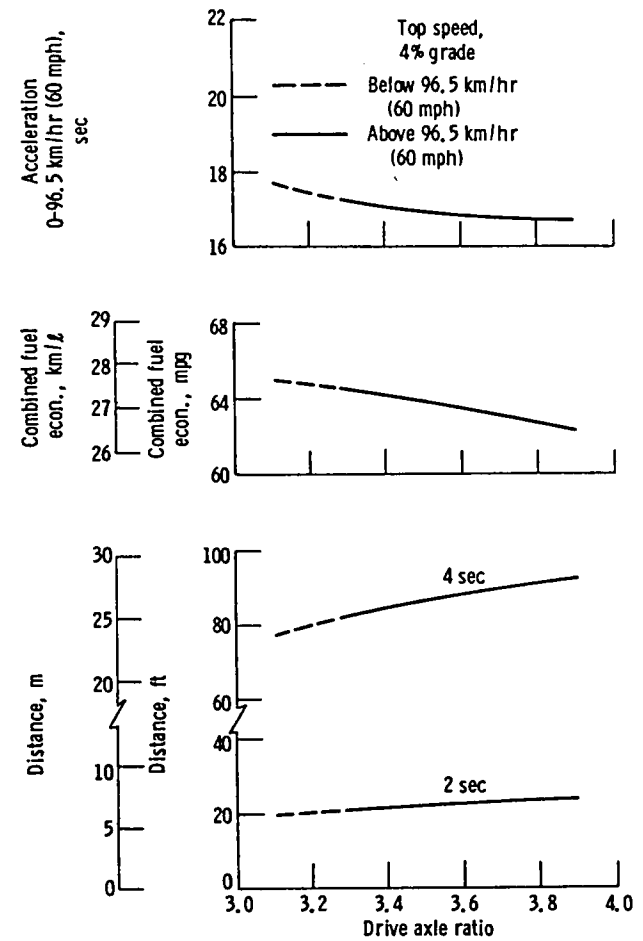 Acceleration
0-96.5 km/hr (60 mph),
sec
22
20
18
16
Top speed,
4% grade
Below 96.5 km/hr
(60 mph)
Above 96.5 km/hr
(60 mph)
Combined fuel
econ., km/ℓ
29
28
27
26
Combined fuel
econ., mpg
68
64
60
Distance, m
30
25
20
10
5
0
Distance, ft
100
80
60
40
20
0
4 sec
2 sec
3.0 3.2 3.4 3.6 3.8 4.0
Drive axle ratio